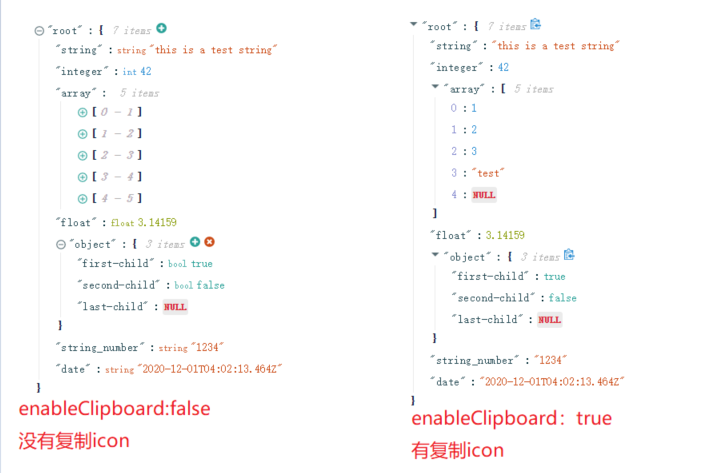 "root" : { 7 items
"string" : string "this is a test string"
"integer" : int 42
"array" : 5 items
[ 0 - 1 ]
[ 1 - 2 ]
[ 2 - 3 ]
[ 3 - 4 ]
[ 4 - 5 ]
"float" : float 3.14159
"object" : { 3 items
"first-child" : bool true
"second-child" : bool false
"last-child" : NULL
}
"string_number" : string "1234"
"date" : string "2020-12-01T04:02:13.464Z"
}
enableClipboard:false
没有复制icon
"root" : { 7 items
"string" : "this is a test string"
"integer" : 42
"array" : [ 5 items
0 : 1
1 : 2
2 : 3
3 : "test"
4 : NULL
]
"float" : 3.14159
"object" : { 3 items
"first-child" : true
"second-child" : false
"last-child" : NULL
}
"string_number" : "1234"
"date" : "2020-12-01T04:02:13.464Z"
}
enableClipboard：true
有复制icon